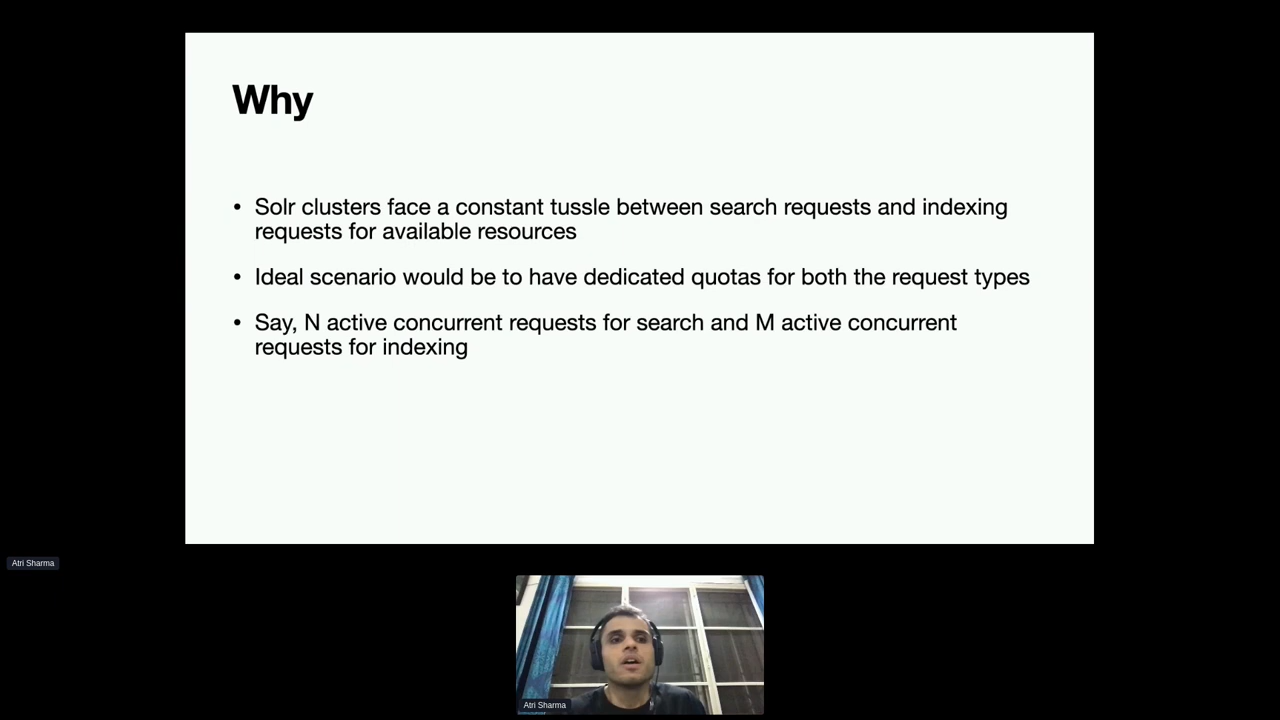 Why
• Solr clusters face a constant tussle between search requests and indexing
requests for available resources
• Ideal scenario would be to have dedicated quotas for both the request types
• Say, N active concurrent requests for search and M active concurrent
requests for indexing
Atri Sharma
Atri Sharma